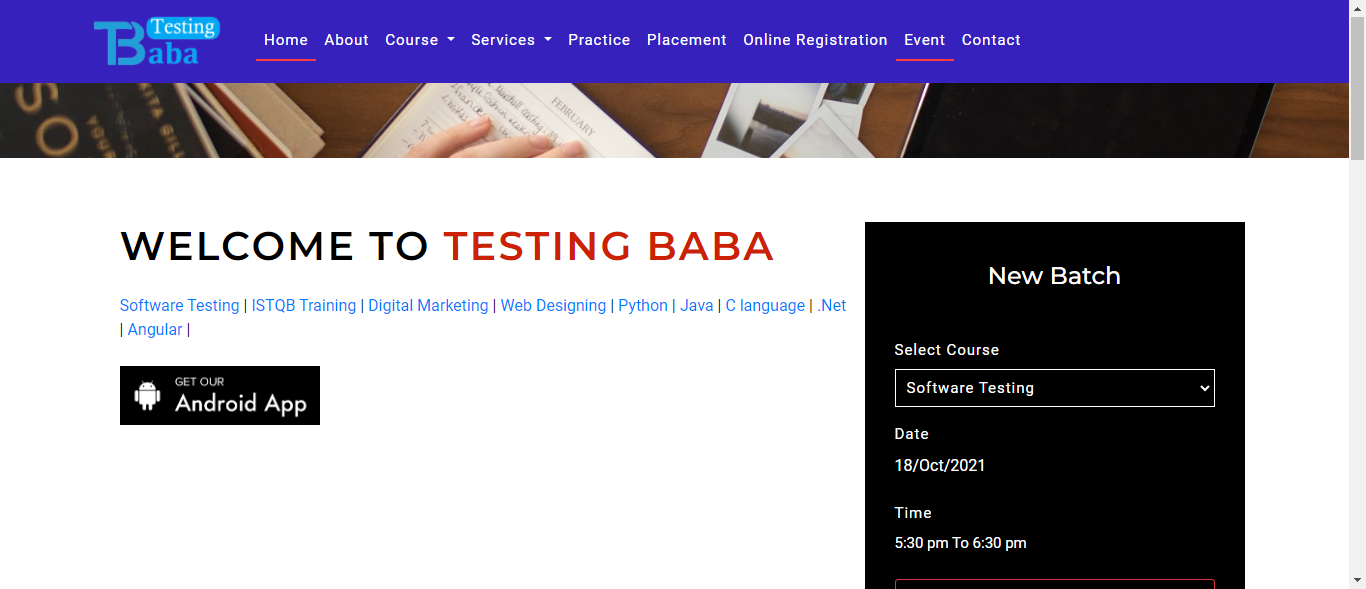 Testing
Baba
Home About Course Services Practice Placement Online Registration Event Contact
SO
YOUR
FEBRUARY
WELCOME TO TESTING BABA
Software Testing | ISTQB Training | Digital Marketing | Web Designing | Python | Java | C language | .Net
| Angular |
GET OUR
Android App
New Batch
Select Course
Software Testing
Date
18/Oct/2021
Time
5:30 pm To 6:30 pm